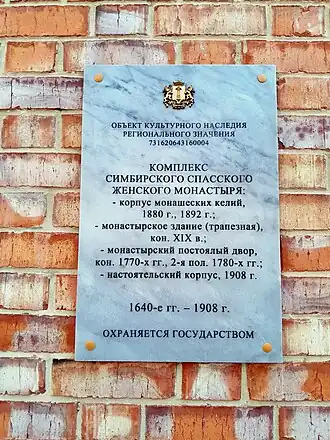 ОБЪЕКТ КУЛЬТУРНОГО НАСЛЕДИЯ
РЕГИОНАЛЬНОГО ЗНАЧЕНИЯ
731620643160004
КОМПЛЕКС
СИМБИРСКОГО СПАССКОГО
ЖЕНСКОГО МОНАСТЫРЯ:
- корпус монашеских келий,
1880 г., 1892 г.;
- монастырское здание (трапезная),
кон. XIX в.;
- монастырский постоялый двор,
кон. 1770-х гг., 2-я пол. 1780-х гг.;
- настоятельский корпус, 1908 г.
1640-е гг. – 1908 г.
ОХРАНЯЕТСЯ ГОСУДАРСТВОМ